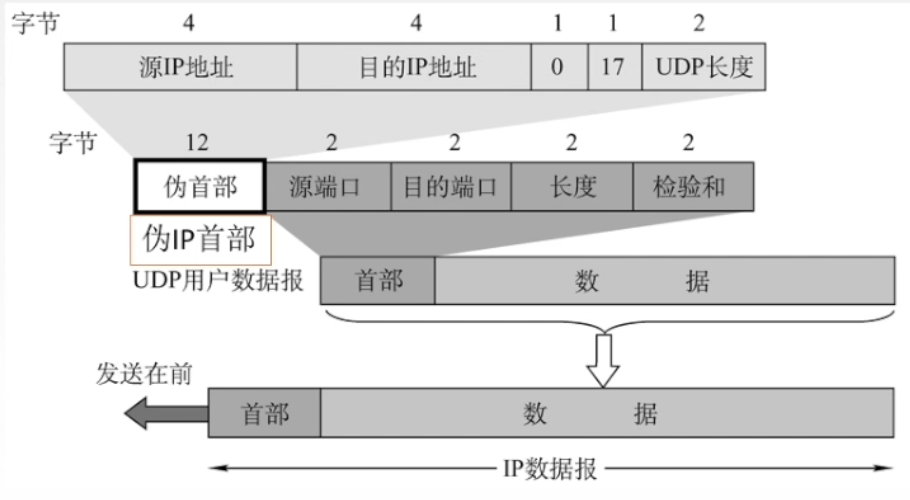 字节 4 4 1 1 2
源IP地址 目的IP地址 0 17 UDP长度
字节 12 2 2 2 2
伪首部 源端口 目的端口 长度 检验和
伪IP首部
UDP用户数据报 首部 数 据
发送在前
首部 数 据
IP数据报